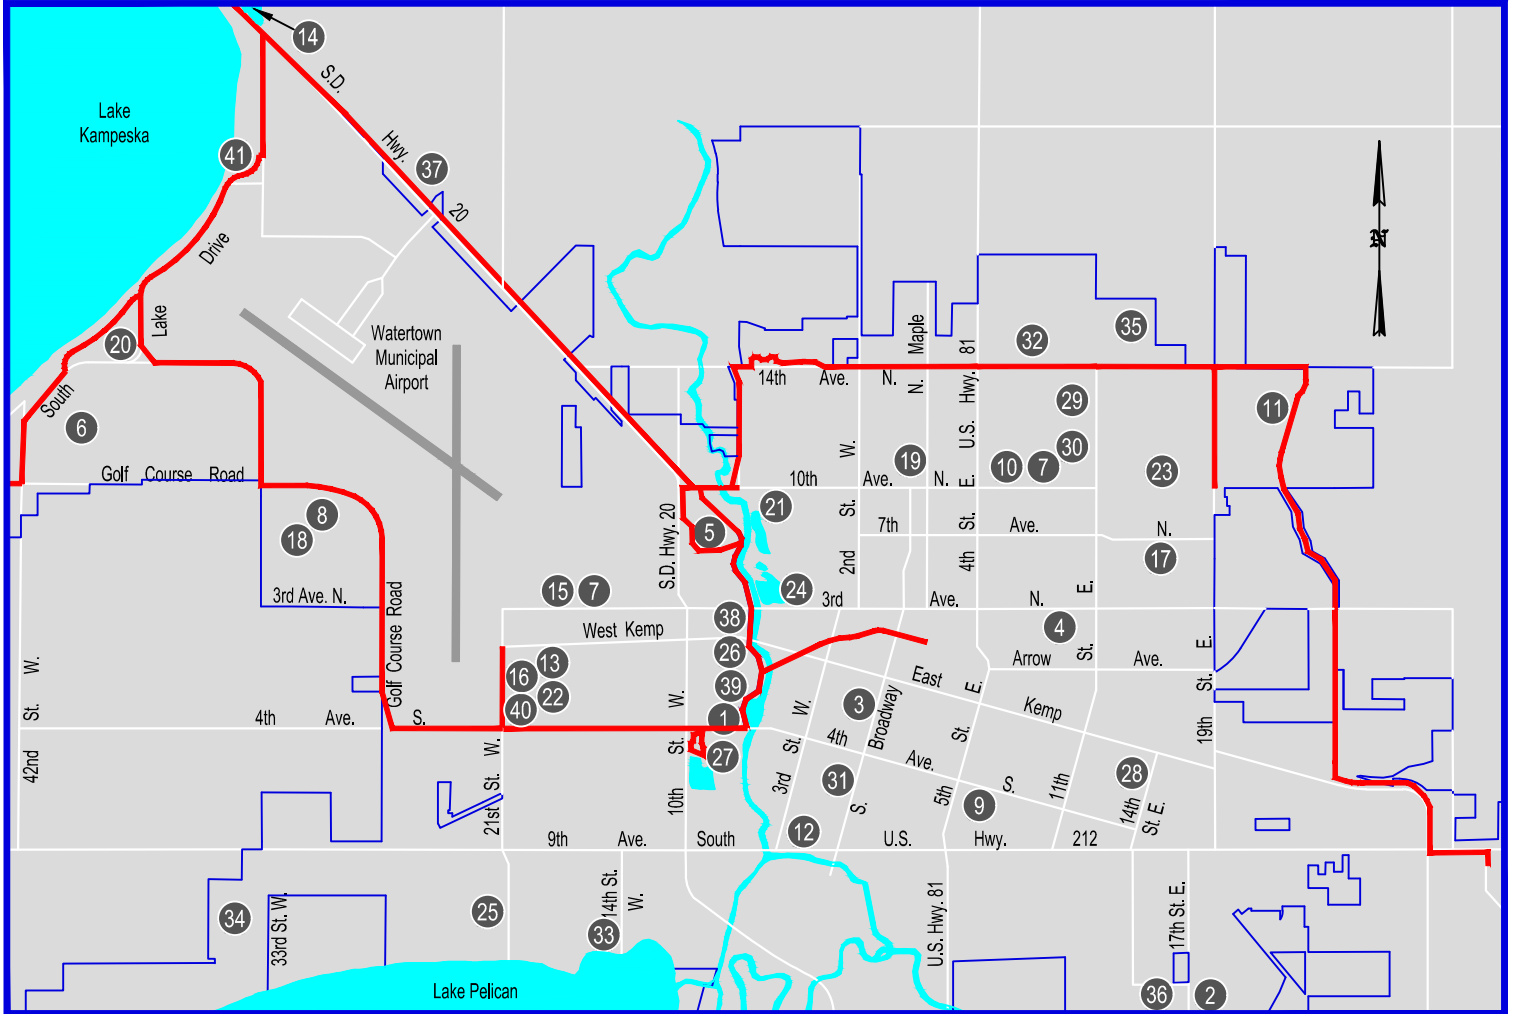 14
S.D.
Hwy.
20
Lake
Kampeska
41
37
Drive
Lake
20
South
6
Golf Course Road
8
18
3rd Ave. N.
Watertown
Municipal
Airport
N
32
35
Maple
N.
U.S. Hwy. 81
14th Ave. N.
29
11
30
10
7
19
23
10th Ave. N.
W.
St.
2nd
E.
St.
4th
21
5
S.D. Hwy. 20
7th Ave. N.
17
15
7
24
3rd Ave. N.
E.
St.
38
West Kemp
26
4
Arrow Ave.
E.
St.
19th
Golf Course Road
13
16
39
22
40
1
4th Ave. S.
W.
St.
42nd
W.
St.
21st
W.
St.
10th
27
East Kemp
3
Broadway
S.
W.
St.
3rd
4th Ave. S.
E.
St.
5th
11th
28
14th
St. E.
31
9
12
9th Ave. South
U.S. Hwy. 212
34
33rd St. W.
25
14th St.
W.
33
U.S. Hwy. 81
17th St. E.
36
2
Lake Pelican